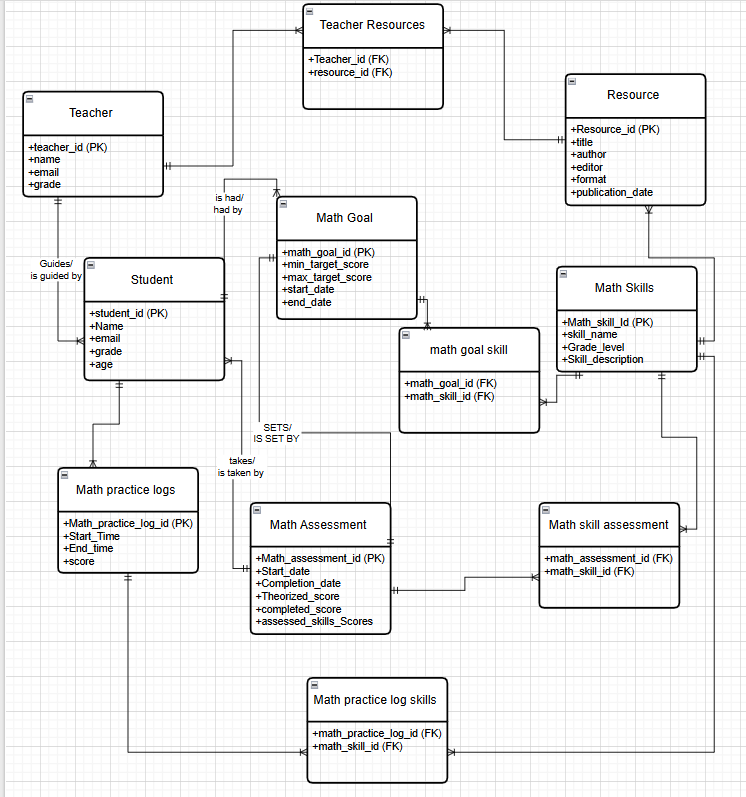 Teacher Resources
+Teacher_id (FK)
+resource_id (FK)
Teacher
+teacher_id (PK)
+name
+email
+grade
Resource
+Resource_id (PK)
+title
+author
+editor
+format
+publication_date
is had/
had by
Math Goal
+math_goal_id (PK)
+min_target_score
+max_target_score
+start_date
+end_date
Guides/
is guided by
Student
+student_id (PK)
+Name
+email
+grade
+age
Math Skills
+Math_skill_Id (PK)
+skill_name
+Grade_level
+Skill_description
math goal skill
+math_goal_id (FK)
+math_skill_id (FK)
SETS/
IS SET BY
takes/
is taken by
Math practice logs
+Math_practice_log_id (PK)
+Start_Time
+End_time
+score
Math Assessment
+Math_assessment_id (PK)
+Start_date
+Completion_date
+Theorized_score
+completed_score
+assessed_skills_Scores
Math skill assessment
+math_assessment_id (FK)
+math_skill_id (FK)
Math practice log skills
+math_practice_log_id (FK)
+math_skill_id (FK)